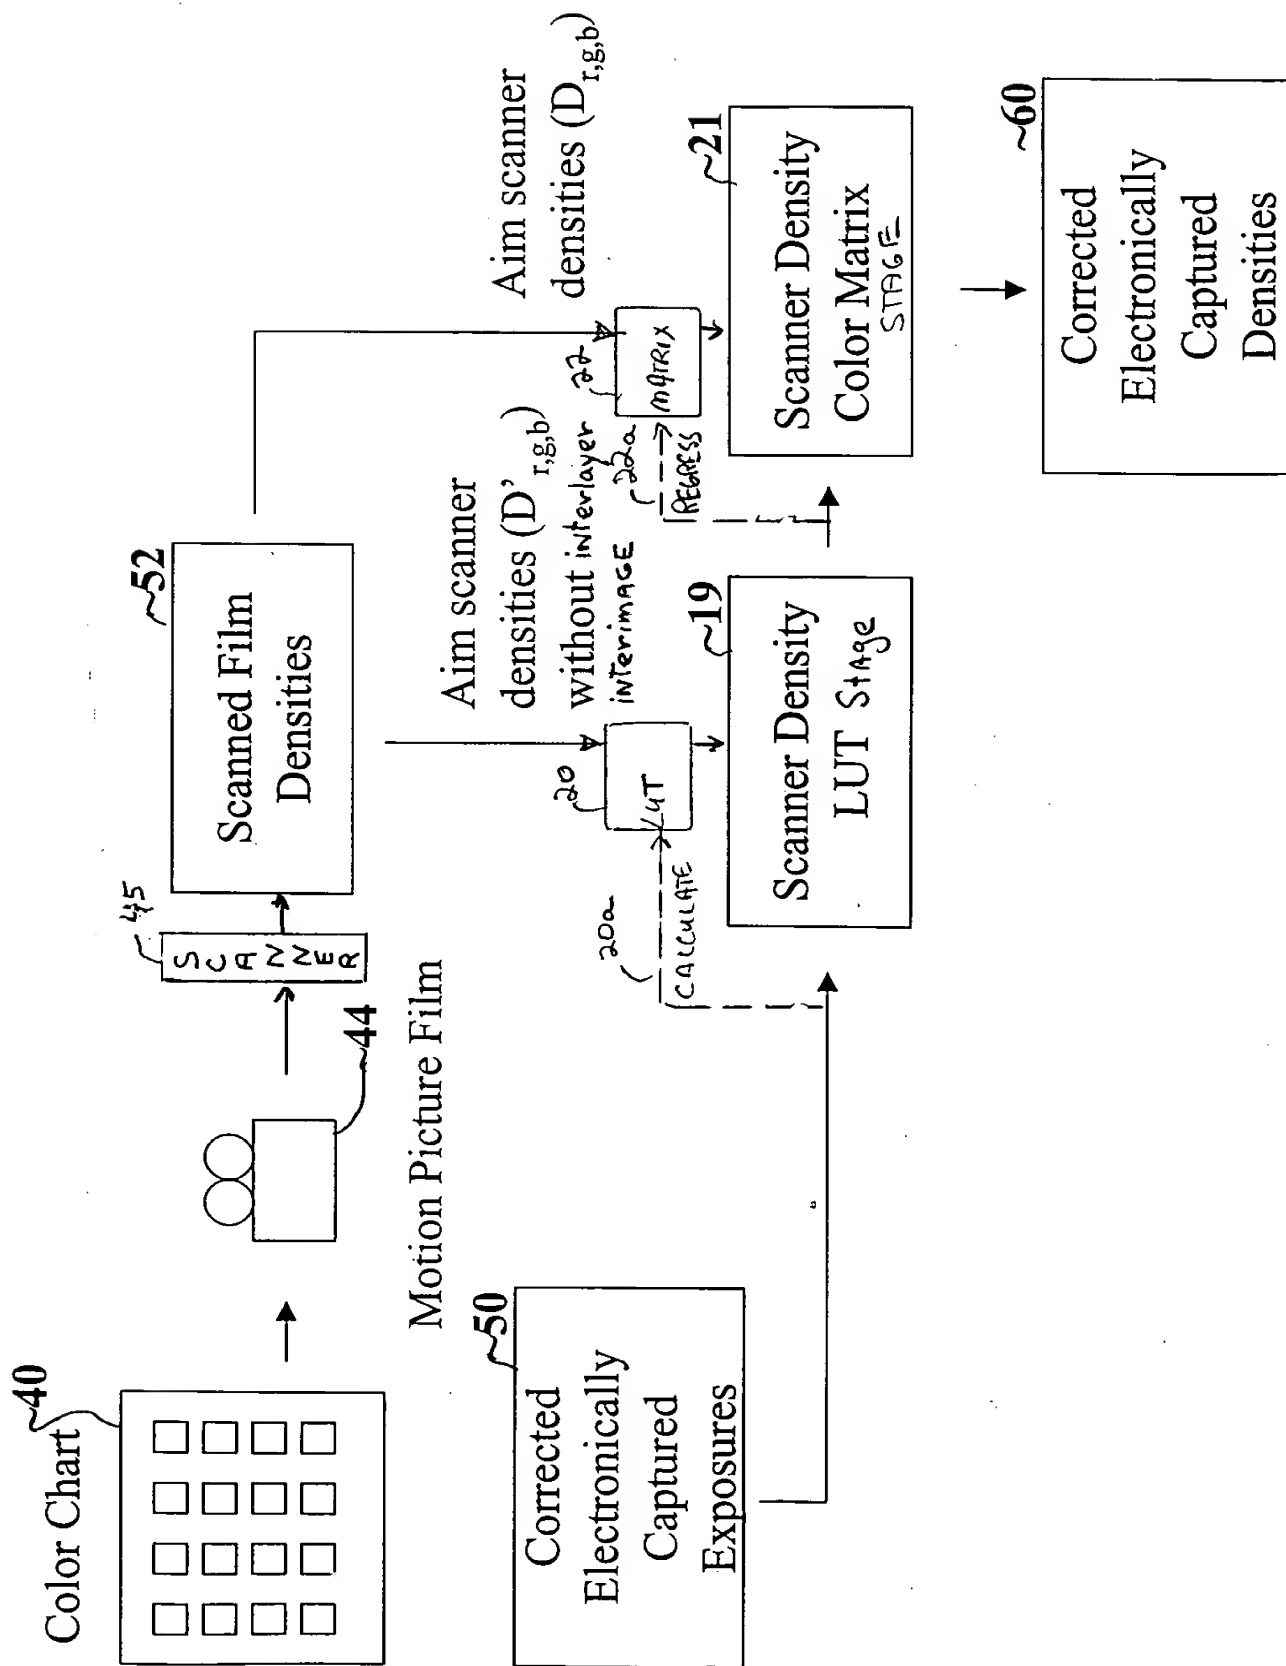 Color Chart
~40
44
Motion Picture Film
45
SCANNER
~52
Scanned Film
Densities
Aim scanner
densities (D’r,g,b)
without interlayer
interimage
Aim scanner
densities (Dr,g,b)
20
LUT
20a
CALCULATE
22
MATRIX
22a
REGRESS
~50
Corrected
Electronically
Captured
Exposures
~19
Scanner Density
LUT Stage
~21
Scanner Density
Color Matrix
STAGE
~60
Corrected
Electronically
Captured
Densities